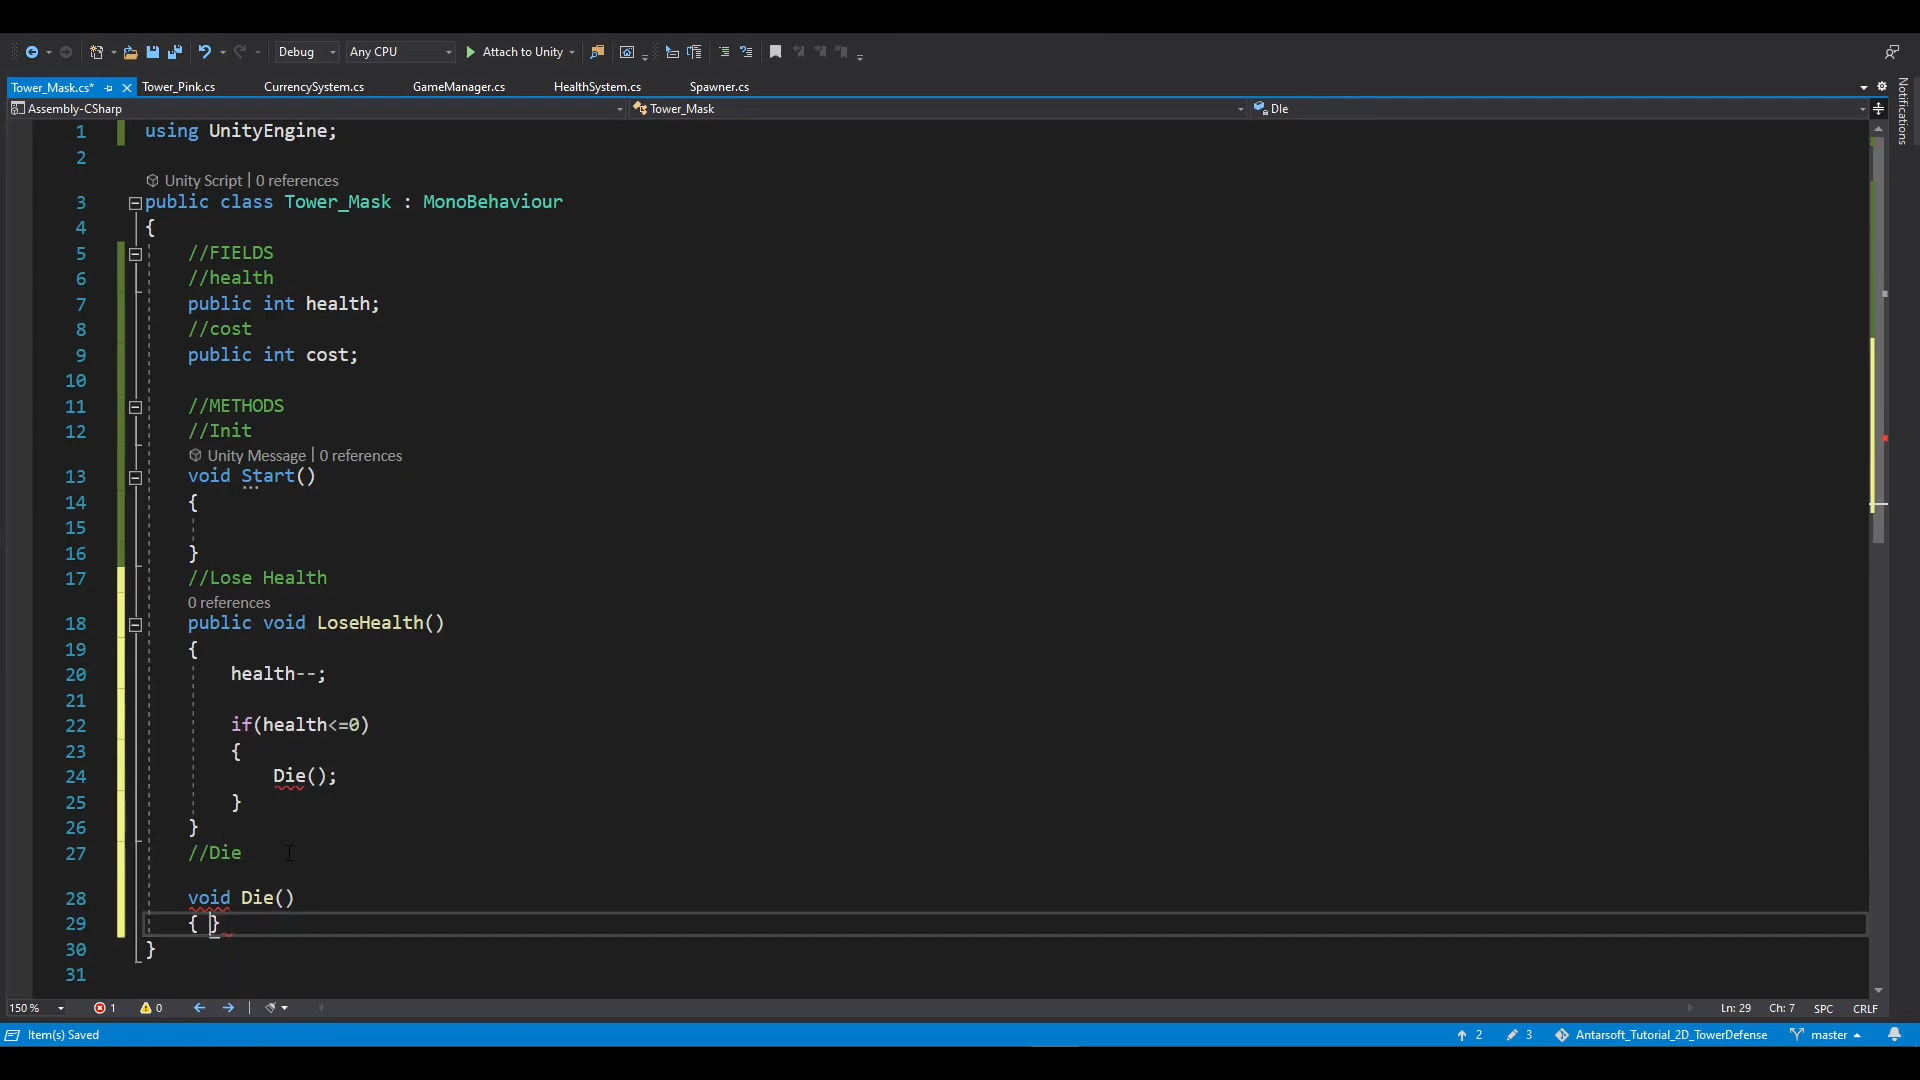 Debug Any CPU Attach to Unity
Tower_Mask.cs* Tower_Pink.cs CurrencySystem.cs GameManager.cs HealthSystem.cs Spawner.cs
Assembly-CSharp Tower_Mask DIe
Notifications
1 using UnityEngine;
2
Unity Script | 0 references
3 public class Tower_Mask : MonoBehaviour
4 {
5 //FIELDS
6 //health
7 public int health;
8 //cost
9 public int cost;
10
11 //METHODS
12 //Init
Unity Message | 0 references
13 void Start()
14 {
15
16 }
17 //Lose Health
0 references
18 public void LoseHealth()
19 {
20 health--;
21
22 if(health<=0)
23 {
24 Die();
25 }
26 }
27 //Die
28 void Die()
29 { }
30 }
31
150 % 1 0 Ln: 29 Ch: 7 SPC CRLF
Item(s) Saved 2 3 Antarsoft_Tutorial_2D_TowerDefense master